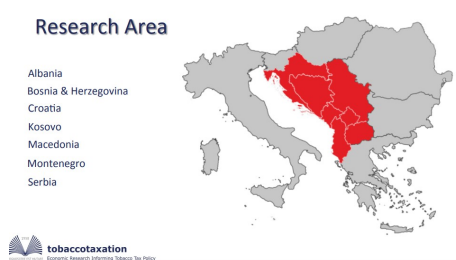 Research Area
Albania
Bosnia & Herzegovina
Croatia
Kosovo
Macedonia
Montenegro
Serbia
tobaccotaxation
Economic Research Informing Tobacco Tax Policy